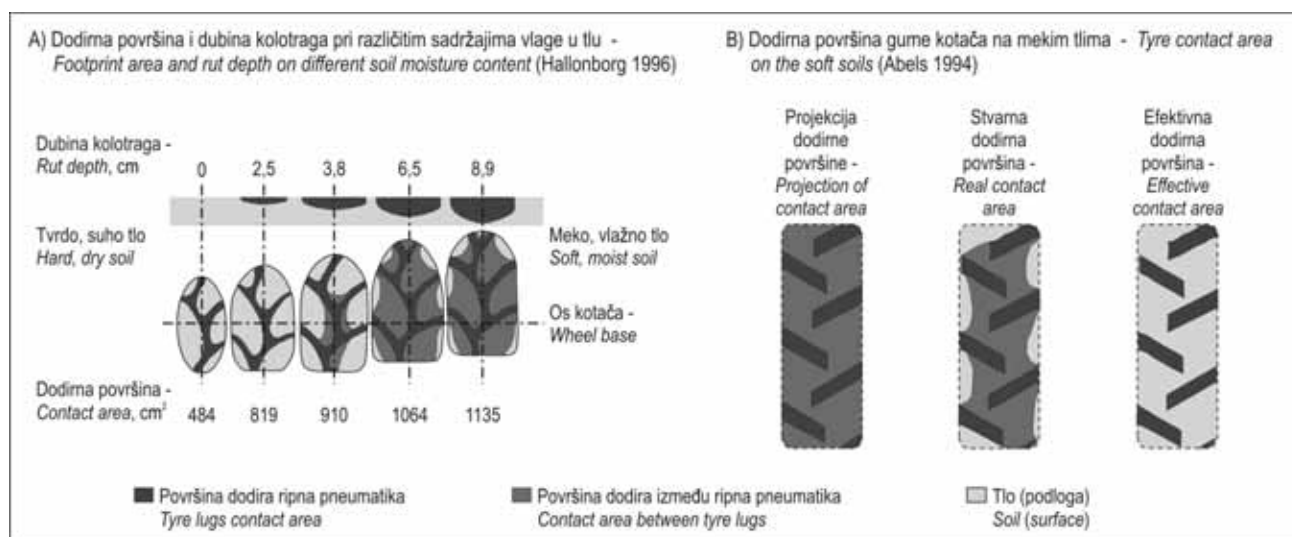 A) Dodirna površina i dubina kolotraga pri različitim sadržajima vlage u tlu -
Footprint area and rut depth on different soil moisture content (Hallonborg 1996)
Dubina kolotraga -
Rut depth, cm
0 2,5 3,8 6,5 8,9
Tvrdo, suho tlo
Hard, dry soil
Meko, vlažno tlo
Soft, moist soil
Os kotača -
Wheel base
Dodirna površina -
Contact area, cm²
484 819 910 1064 1135
B) Dodirna površina gume kotača na mekim tlima - Tyre contact area
on the soft soils (Abels 1994)
Projekcija
dodirne
površine -
Projection of
contact area
Stvarna
dodirna
površina -
Real contact
area
Efektivna
dodirna
površina -
Effective
contact area
Površina dodira ripna pneumatika
Tyre lugs contact area
Površina dodira između ripna pneumatika
Contact area between tyre lugs
Tlo (podloga)
Soil (surface)